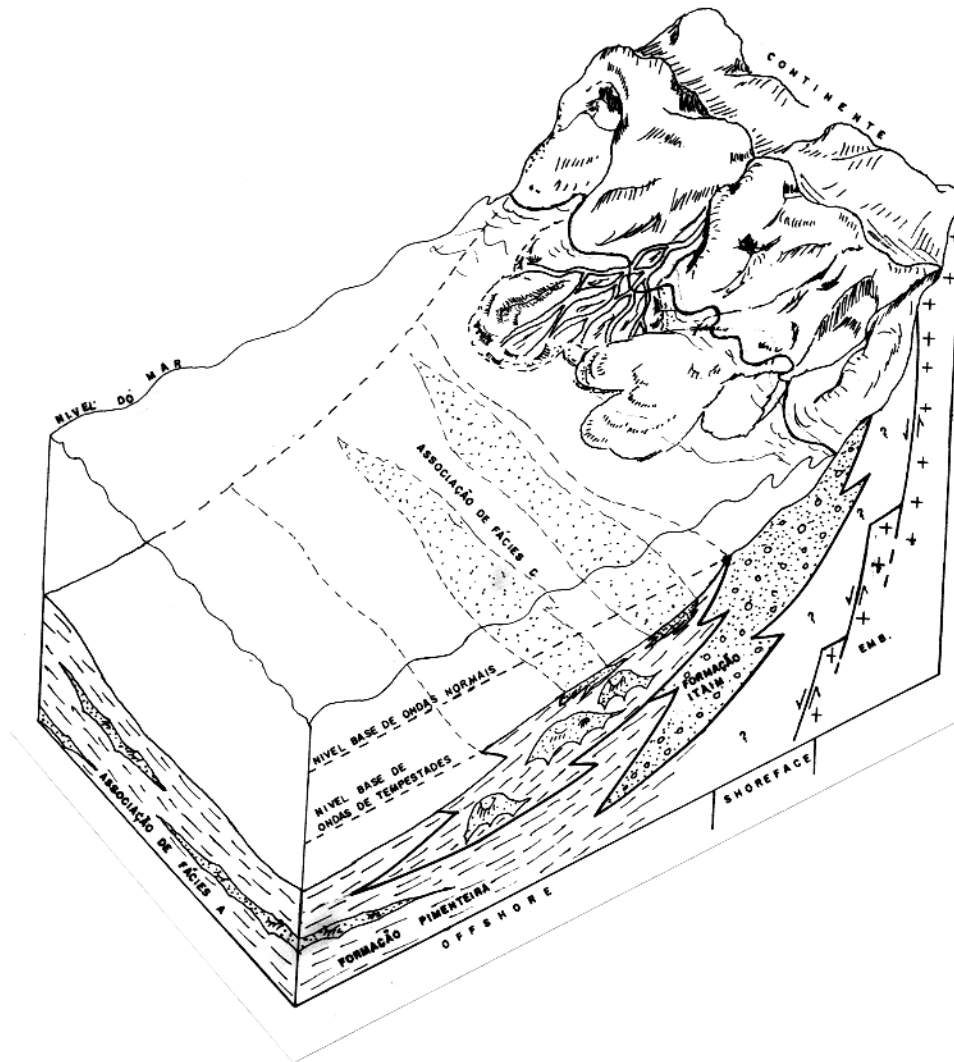 CONTINENTE
NIVEL DO MAR
ASSOCIAÇÃO DE FÁCIES C
FORMAÇÃO
ITAIM
EMB.
NIVEL BASE DE ONDAS NORMAIS
NIVEL BASE DE
ONDAS DE TEMPESTADES
SHOREFACE
ASSOCIAÇÃO DE FÁCIES A
FORMAÇÃO PIMENTEIRA
OFFSHORE
?
?
?
?